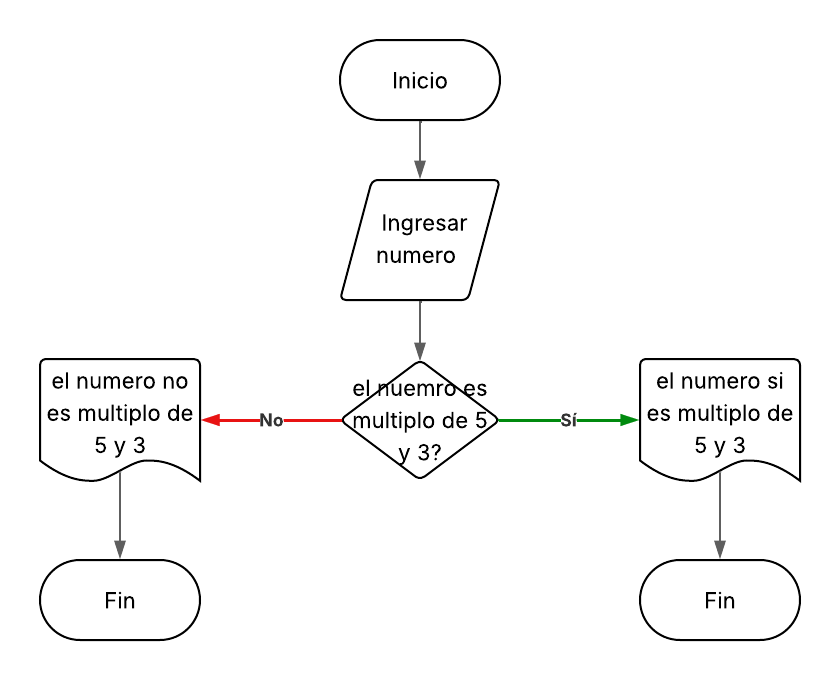 Inicio
Ingresar
numero
el numero no
es multiplo de
5 y 3
No
el nuemro es
multiplo de 5
y 3?
Sí
el numero si
es multiplo de
5 y 3
Fin
Fin